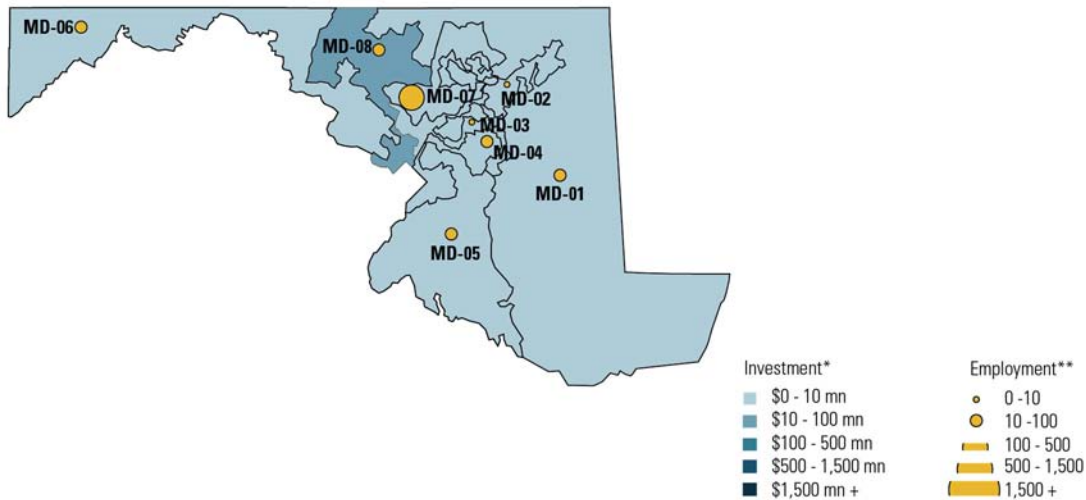 MD-06
MD-08
MD-07
MD-02
MD-03
MD-04
MD-01
MD-05
Investment*
$0 - 10 mn
$10 - 100 mn
$100 - 500 mn
$500 - 1,500 mn
$1,500 mn +
Employment**
0 -10
10 -100
100 - 500
500 - 1,500
1,500 +